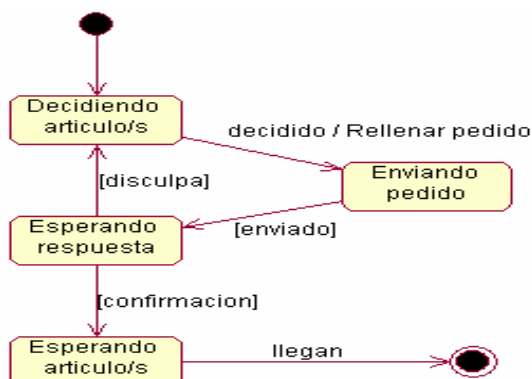 Decidiendo
articulo/s
decidido / Rellenar pedido
Enviando
pedido
[disculpa]
Esperando
respuesta
[enviado]
[confirmacion]
Esperando
articulo/s
llegan